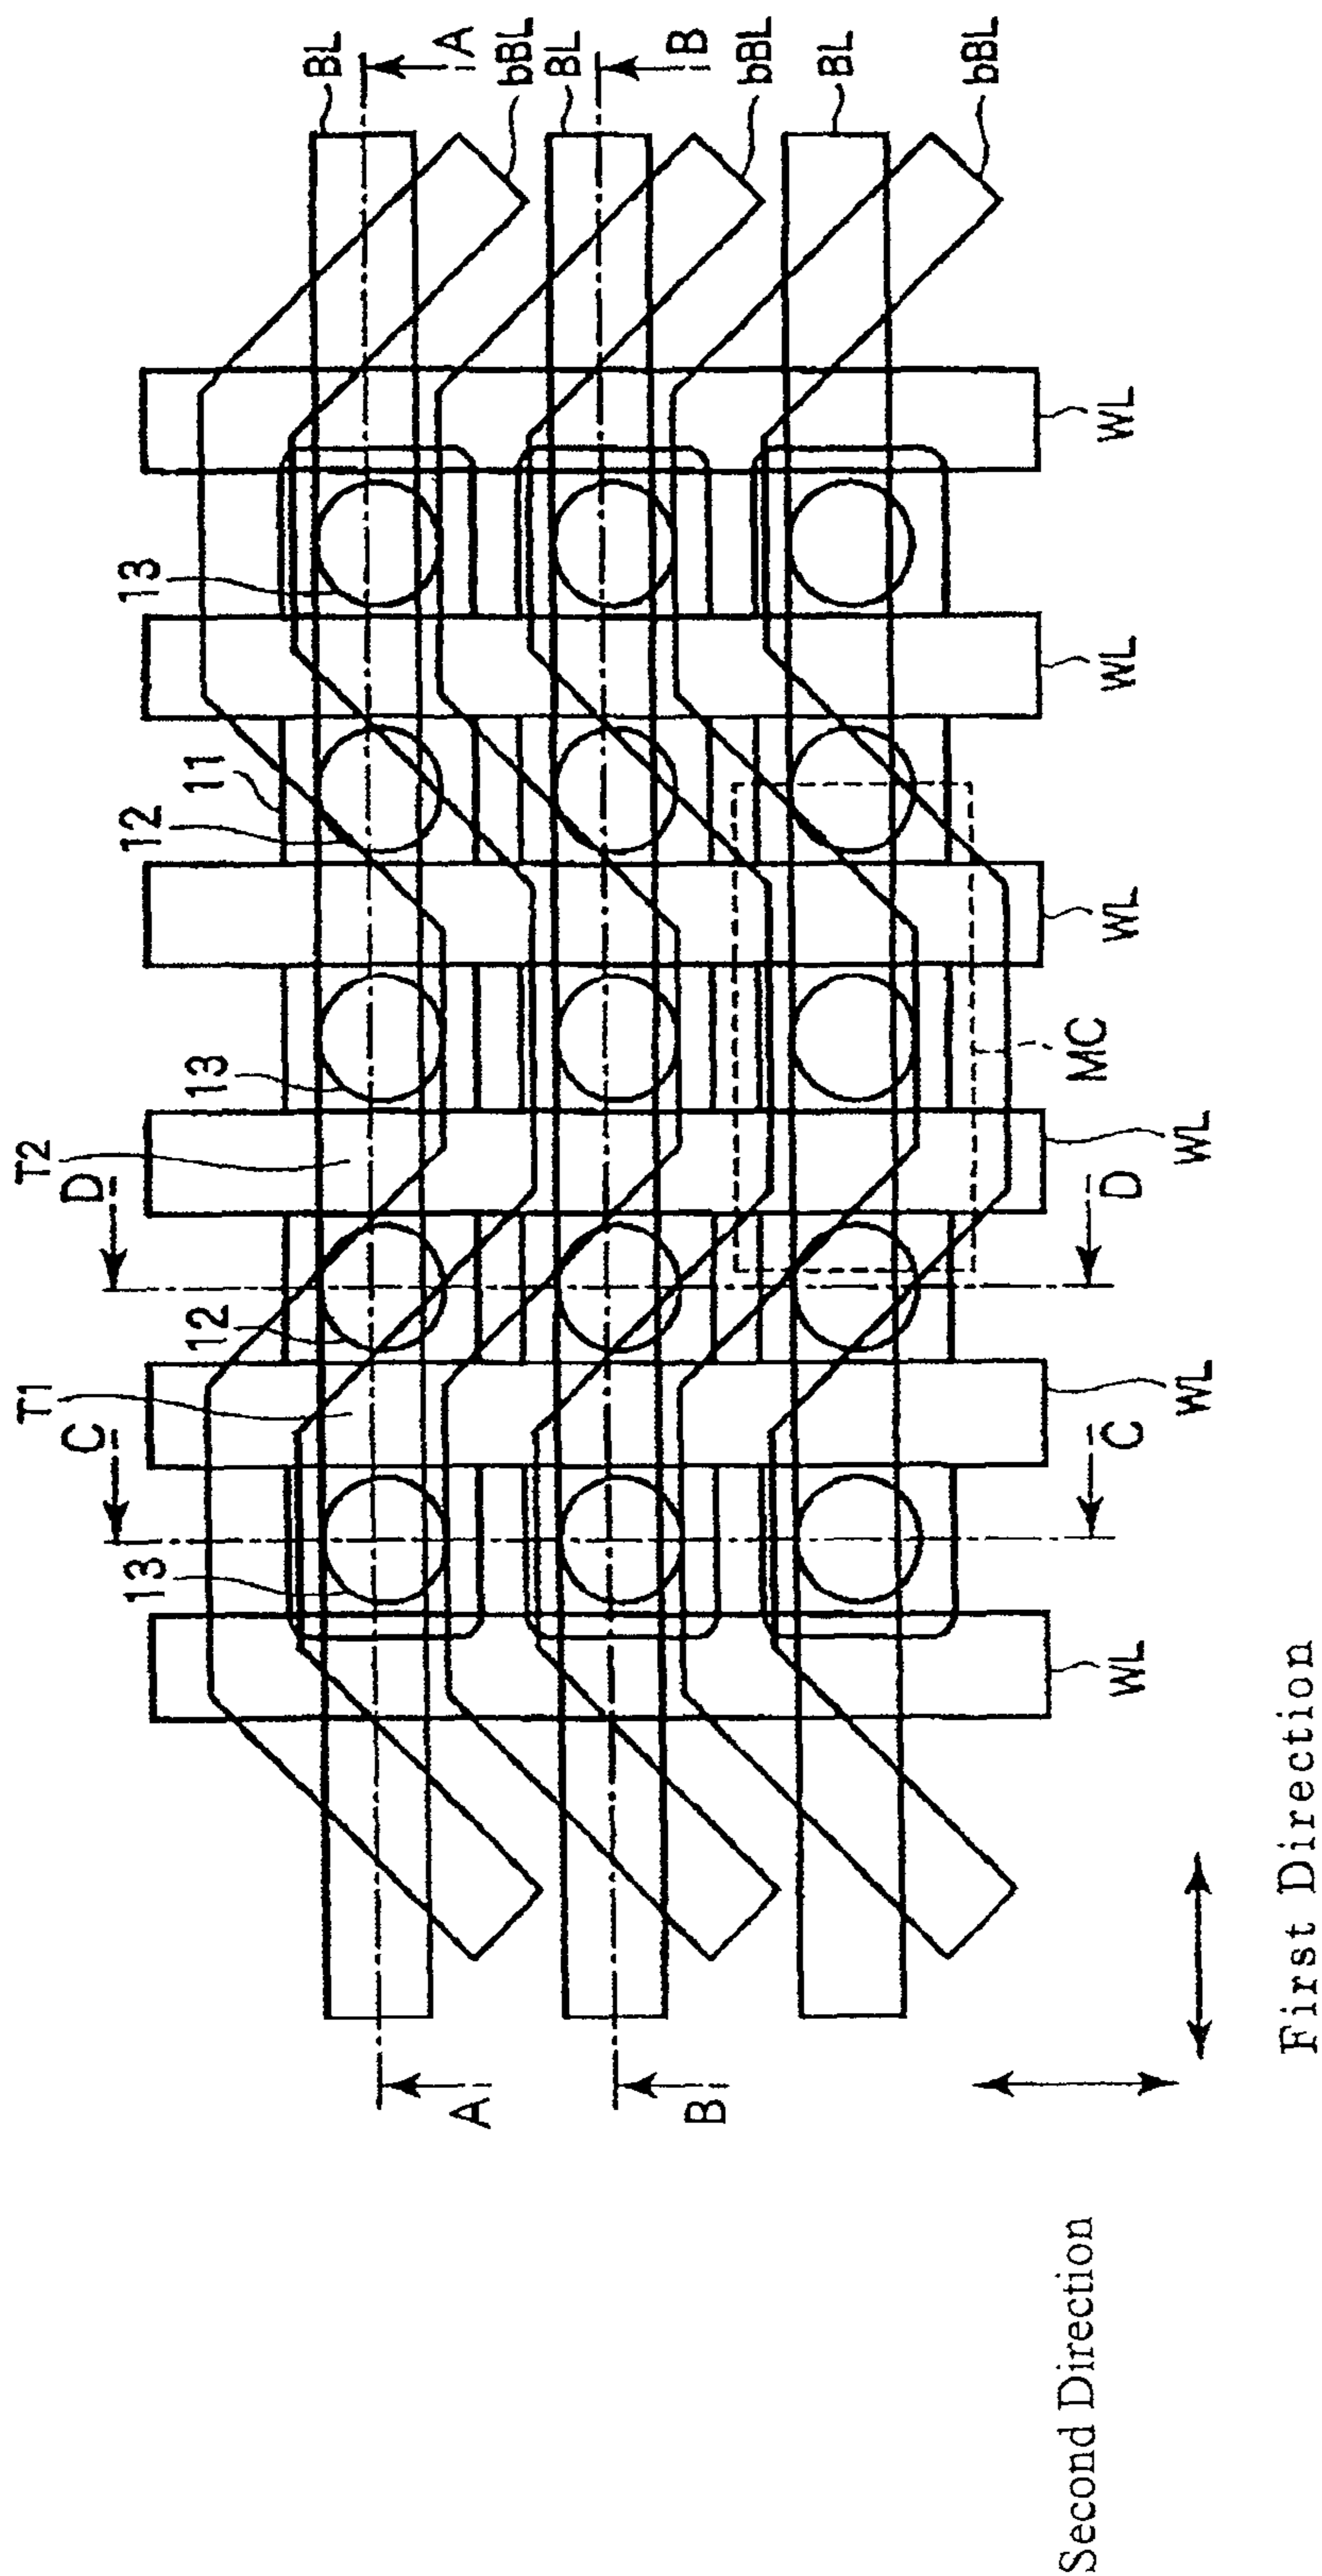 BL
A
bBL
BL
B
bBL
BL
bBL
WL
13
WL
11
12
WL
13
MC
T2
D
WL
D
12
T1
C
WL
C
13
WL
A
B
First Direction
Second Direction